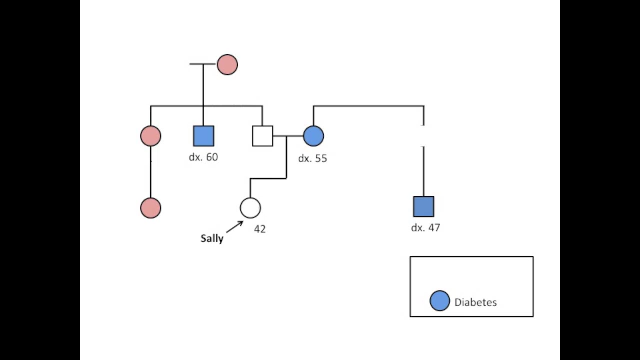 dx. 60
dx. 55
dx. 47
Sally
42
Diabetes